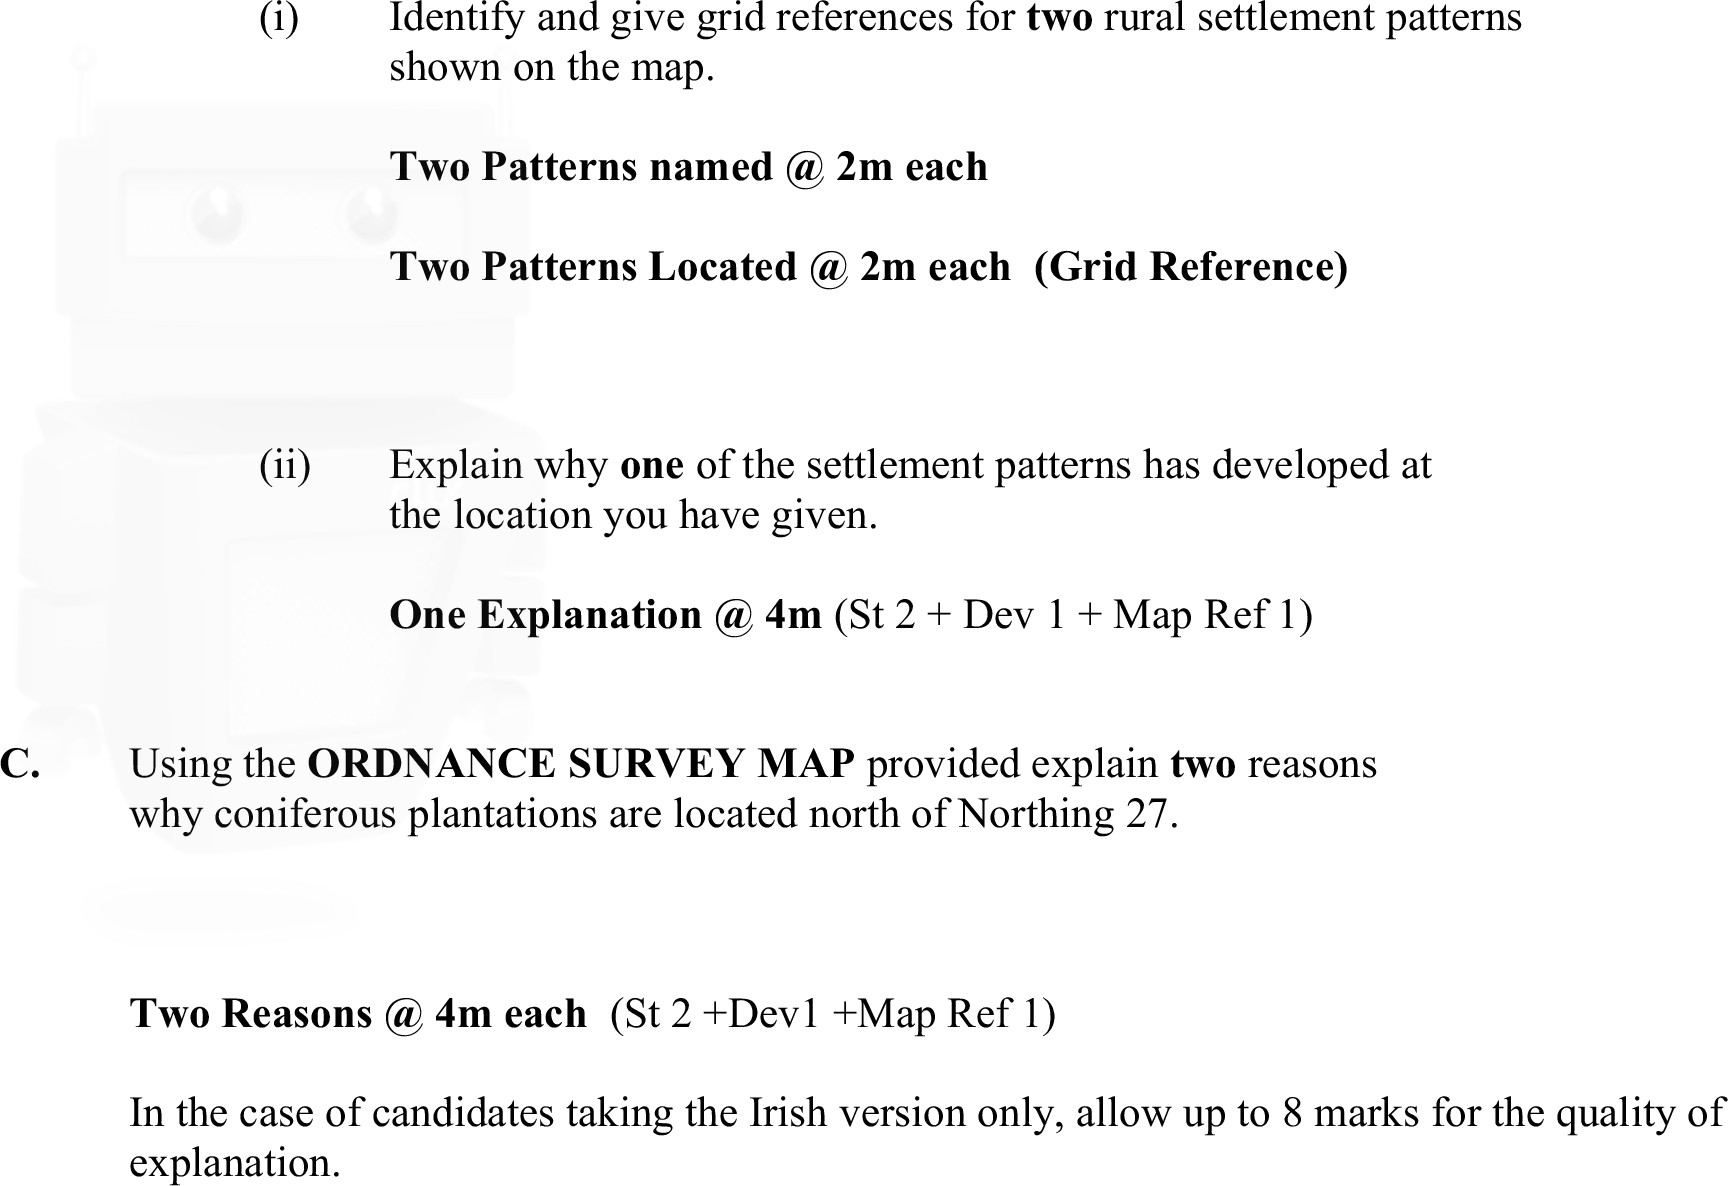 (i) Identify and give grid references for two rural settlement patterns
shown on the map.
Two Patterns named @ 2m each
Two Patterns Located @ 2m each (Grid Reference)
(ii) Explain why one of the settlement patterns has developed at
the location you have given.
One Explanation @ 4m (St 2 + Dev 1 + Map Ref 1)
C. Using the ORDNANCE SURVEY MAP provided explain two reasons
why coniferous plantations are located north of Northing 27.
Two Reasons @ 4m each (St 2 +Dev1 +Map Ref 1)
In the case of candidates taking the Irish version only, allow up to 8 marks for the quality of
explanation.